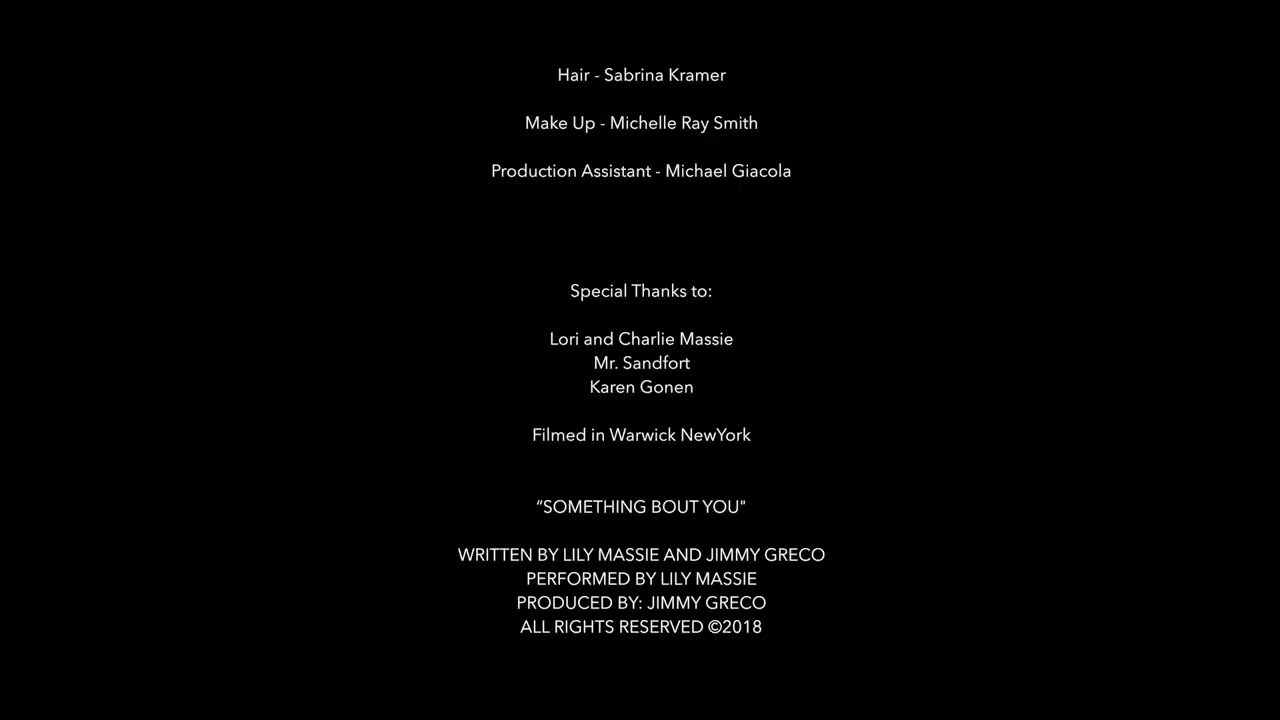 Hair - Sabrina Kramer
Make Up - Michelle Ray Smith
Production Assistant - Michael Giacola
Special Thanks to:
Lori and Charlie Massie
Mr. Sandfort
Karen Gonen
Filmed in Warwick NewYork
”SOMETHING BOUT YOU"
WRITTEN BY LILY MASSIE AND JIMMY GRECO
PERFORMED BY LILY MASSIE
PRODUCED BY: JIMMY GRECO
ALL RIGHTS RESERVED ©2018